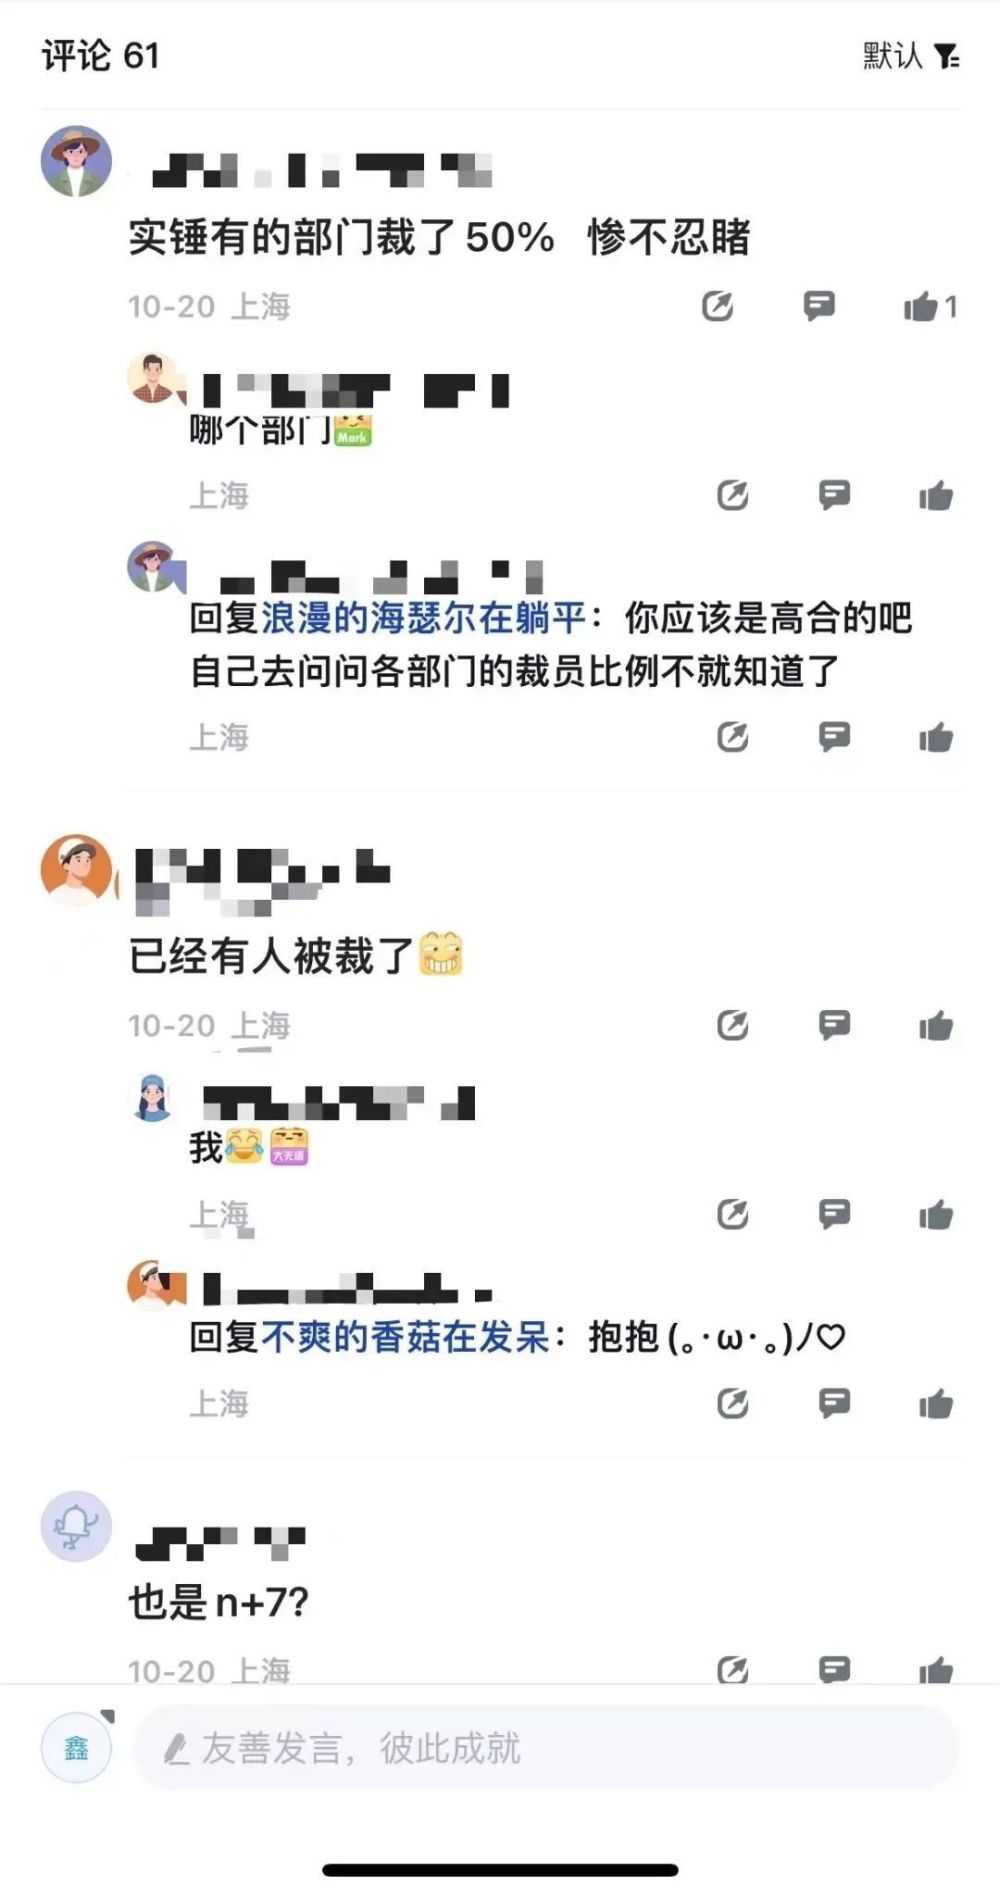 评论 61
默认
实锤有的部门裁了50% 惨不忍睹
10-20 上海
1
哪个部门
Mark
上海
回复浪漫的海瑟尔在躺平：你应该是高合的吧
自己去问问各部门的裁员比例不就知道了
上海
已经有人被裁了
10-20 上海
我
大无语
上海
回复不爽的香菇在发呆：抱抱(｡･ω･｡)ﾉ♡
上海
也是n+7?
10-20 上海
鑫
友善发言，彼此成就